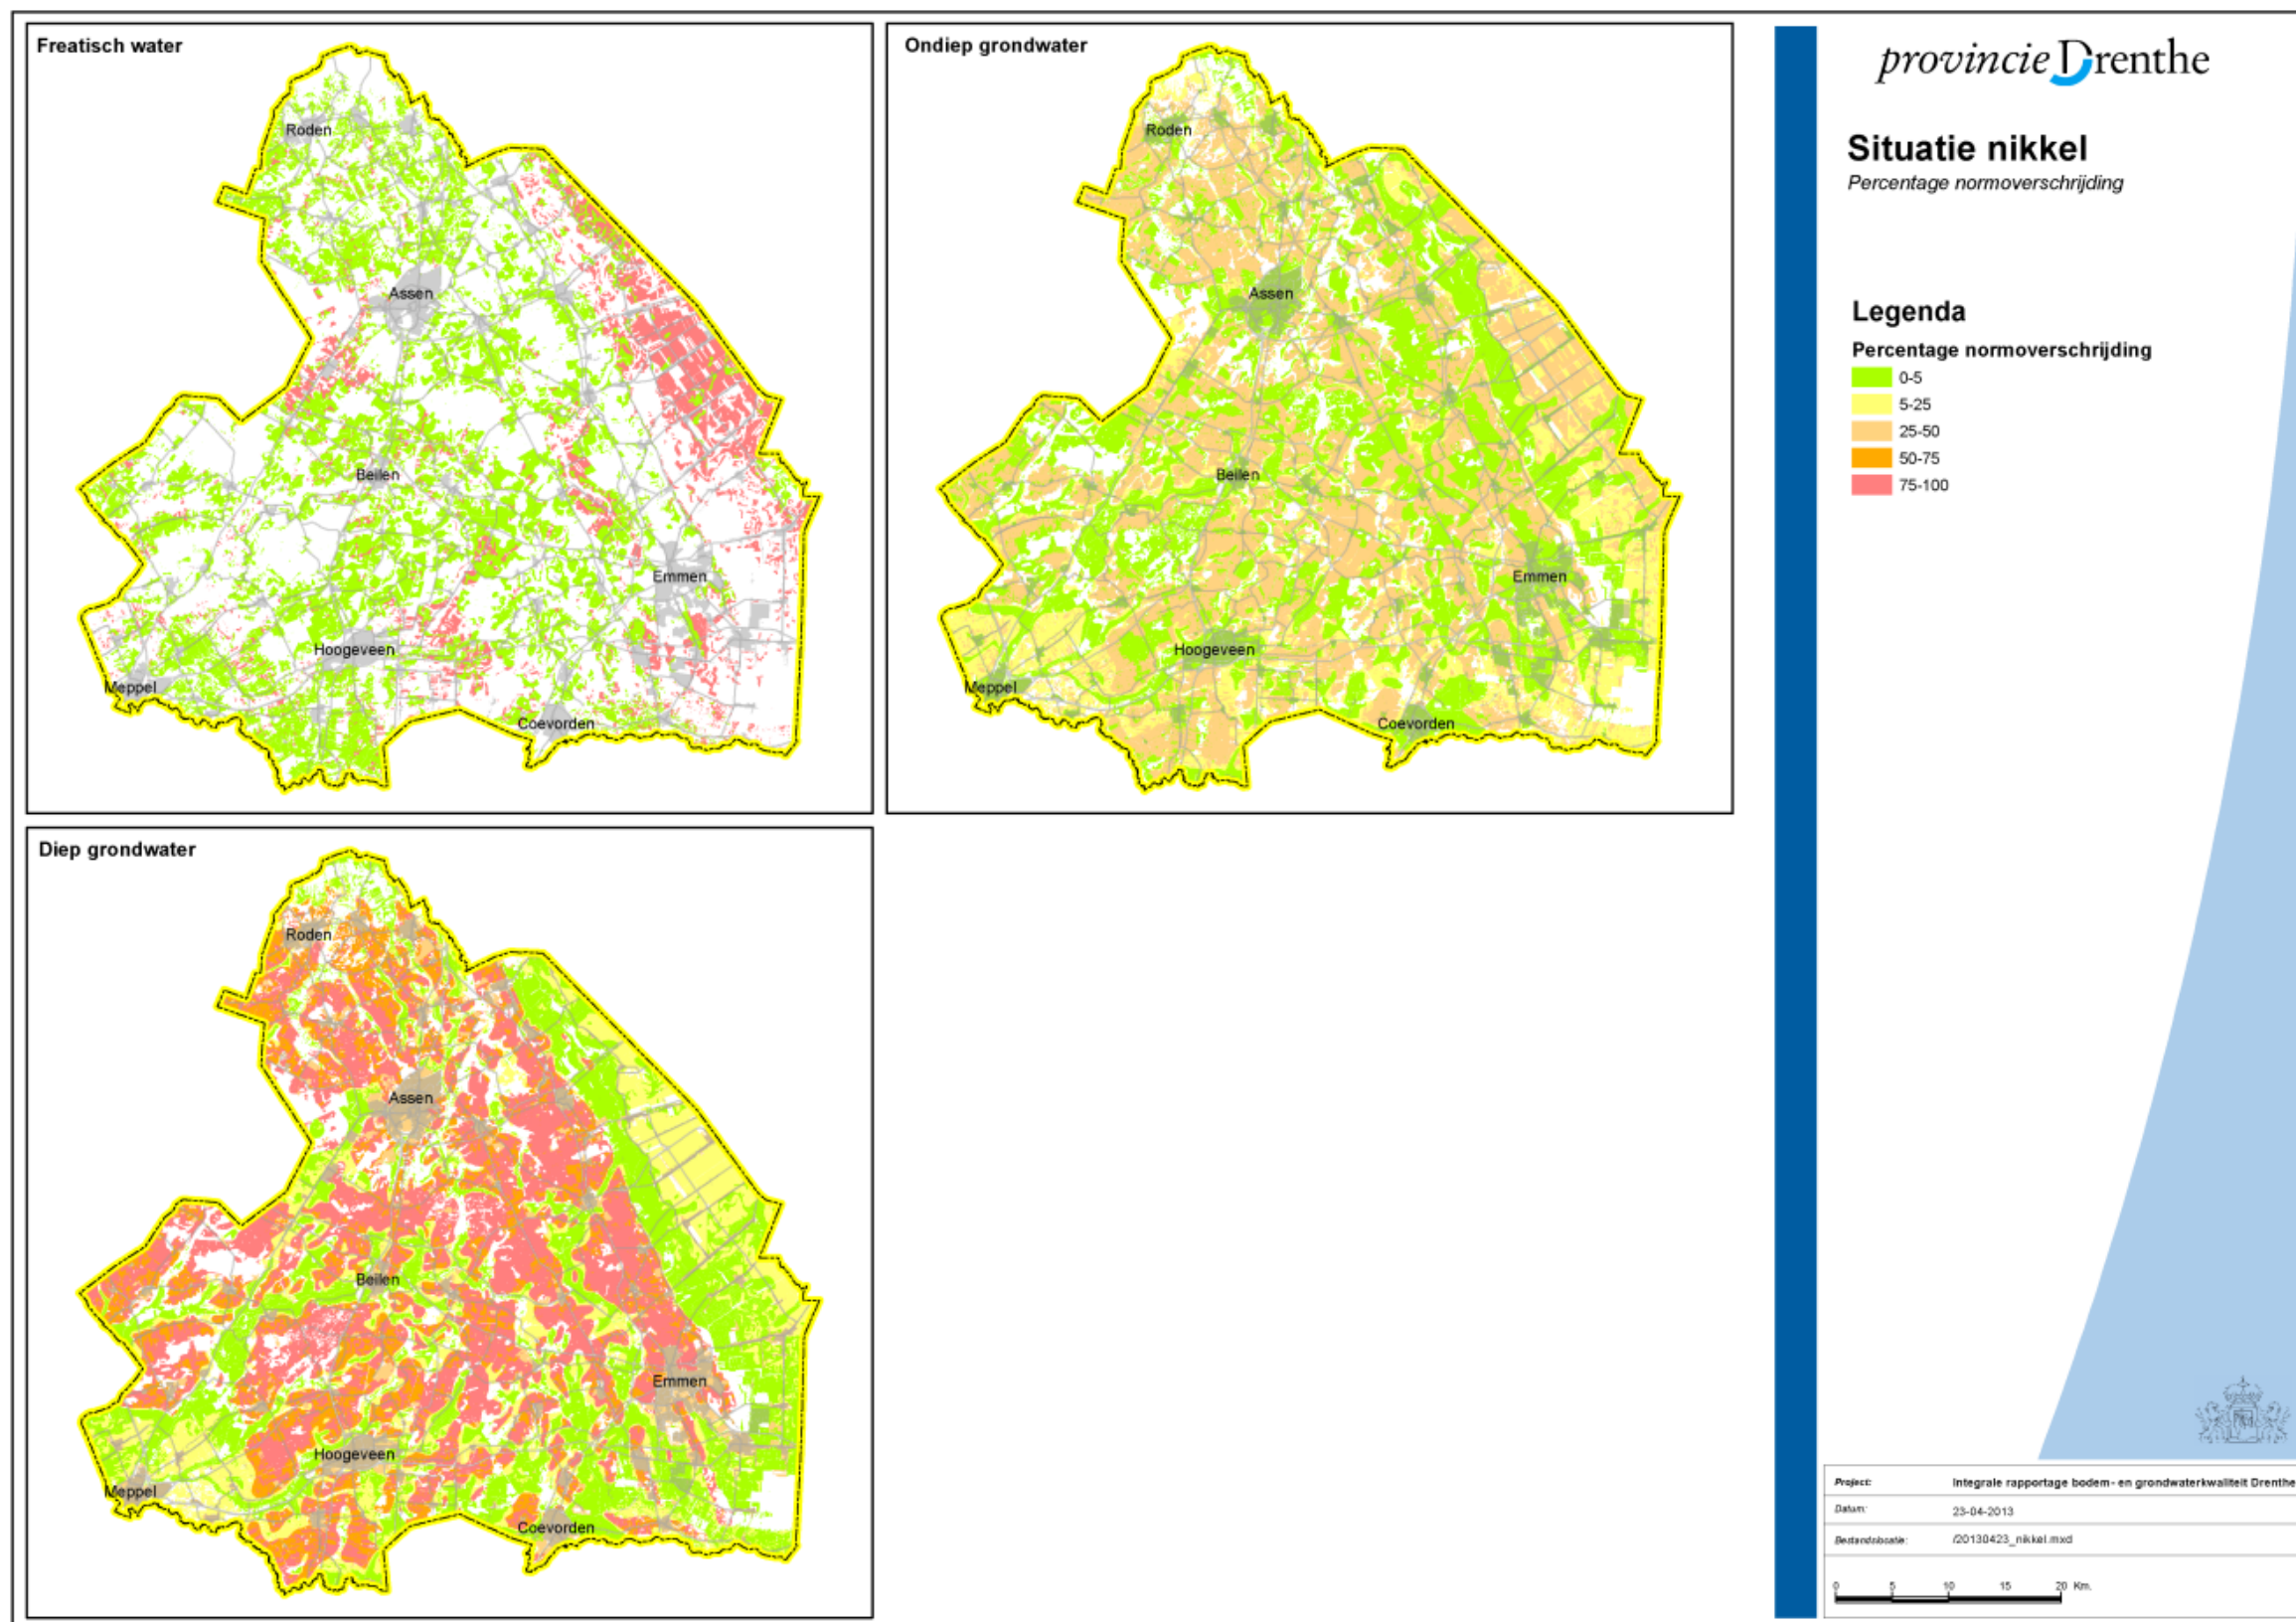 Freatisch water
Roden
Assen
Beilen
Emmen
Hoogeveen
Meppel
Coevorden
Ondiep grondwater
Roden
Assen
Beilen
Emmen
Hoogeveen
Meppel
Coevorden
Diep grondwater
Roden
Assen
Beilen
Emmen
Hoogeveen
Meppel
Coevorden
provincie Drenthe
Situatie nikkel
Percentage normoverschrijding
Legenda
Percentage normoverschrijding
0-5
5-25
25-50
50-75
75-100
Project: Integrale rapportage bodem- en grondwaterkwaliteit Drenthe
Datum: 23-04-2013
Bestandslocatie: /20130423_nikkel.mxd
0 5 10 15 20 Km.